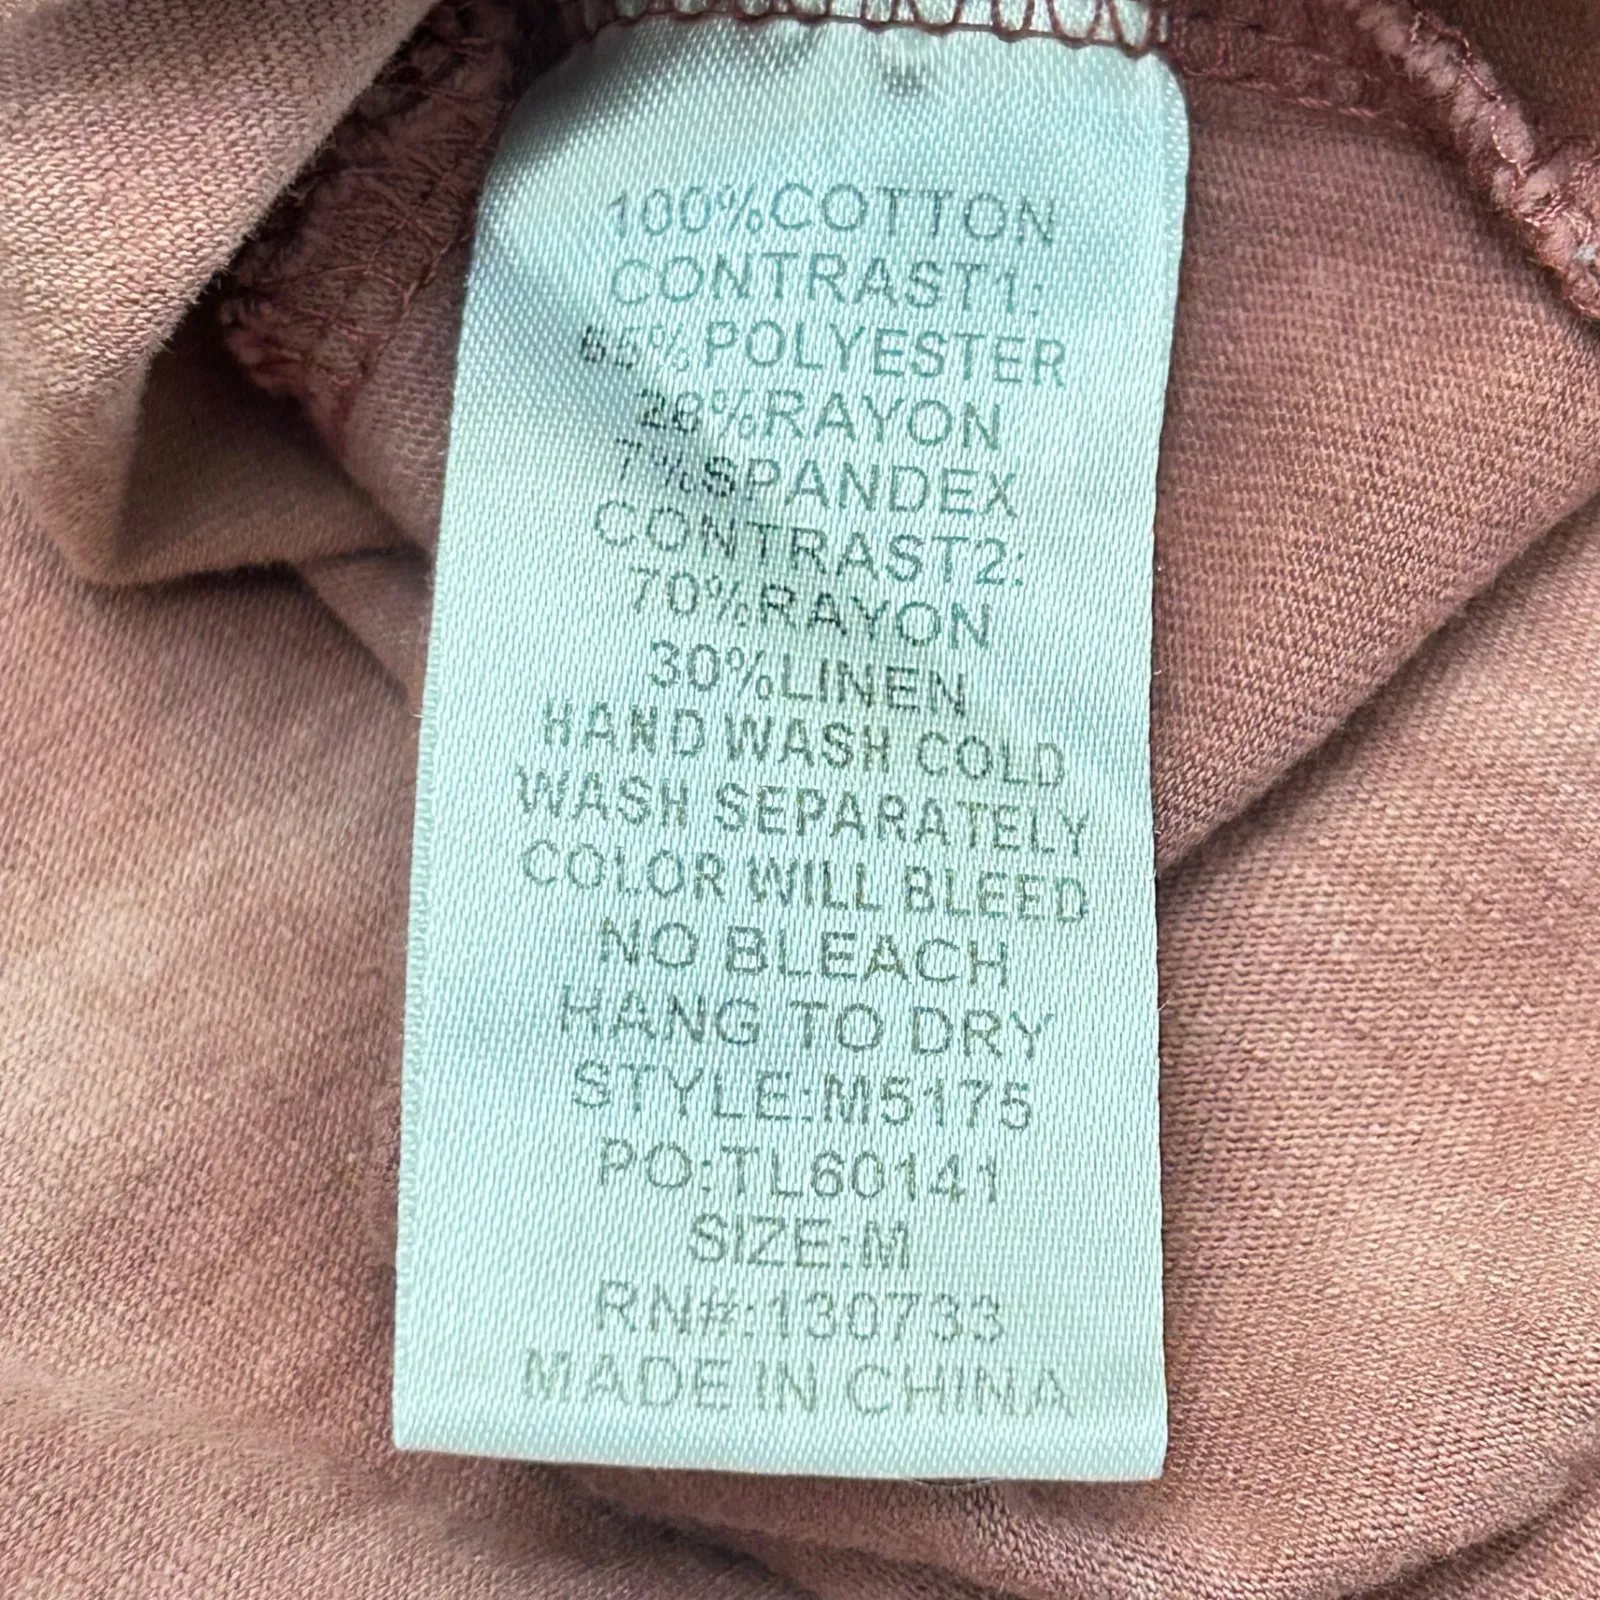 100%COTTON
CONTRAST1:
65%POLYESTER
28%RAYON
7%SPANDEX
CONTRAST2:
70%RAYON
30%LINEN
HAND WASH COLD
WASH SEPARATELY
COLOR WILL BLEED
NO BLEACH
HANG TO DRY
STYLE:M5175
PO:TL60141
SIZE:M
RN#:130733
MADE IN CHINA